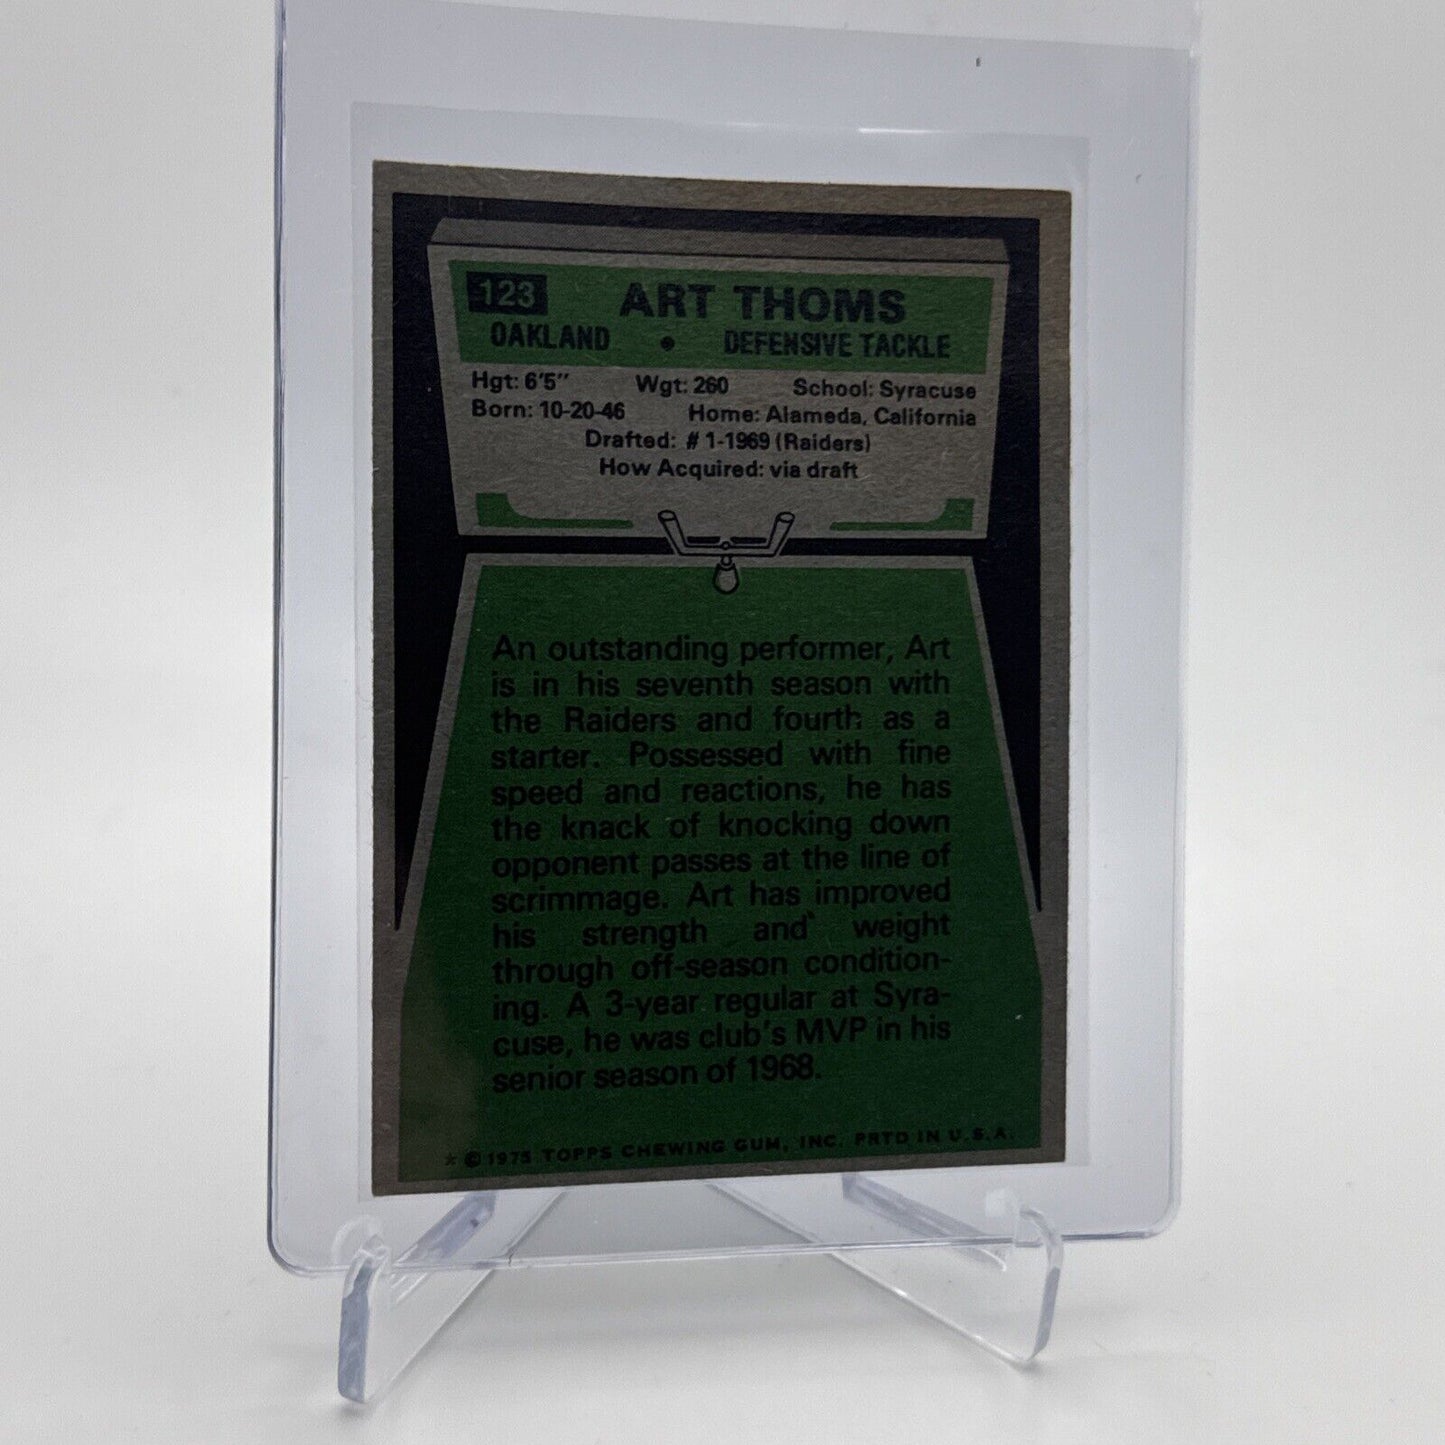 123 ART THOMS
OAKLAND • DEFENSIVE TACKLE
Hgt: 6'5" Wgt: 260 School: Syracuse
Born: 10-20-46 Home: Alameda, California
Drafted: # 1-1969 (Raiders)
How Acquired: via draft
An outstanding performer, Art
is in his seventh season with
the Raiders and fourth as a
starter. Possessed with fine
speed and reactions, he has
the knack of knocking down
opponent passes at the line of
scrimmage. Art has improved
his strength and weight
through off-season condition-
ing. A 3-year regular at Syra-
cuse, he was club's MVP in his
senior season of 1968.
* © 1975 TOPPS CHEWING GUM, INC. PRTD IN U.S.A.